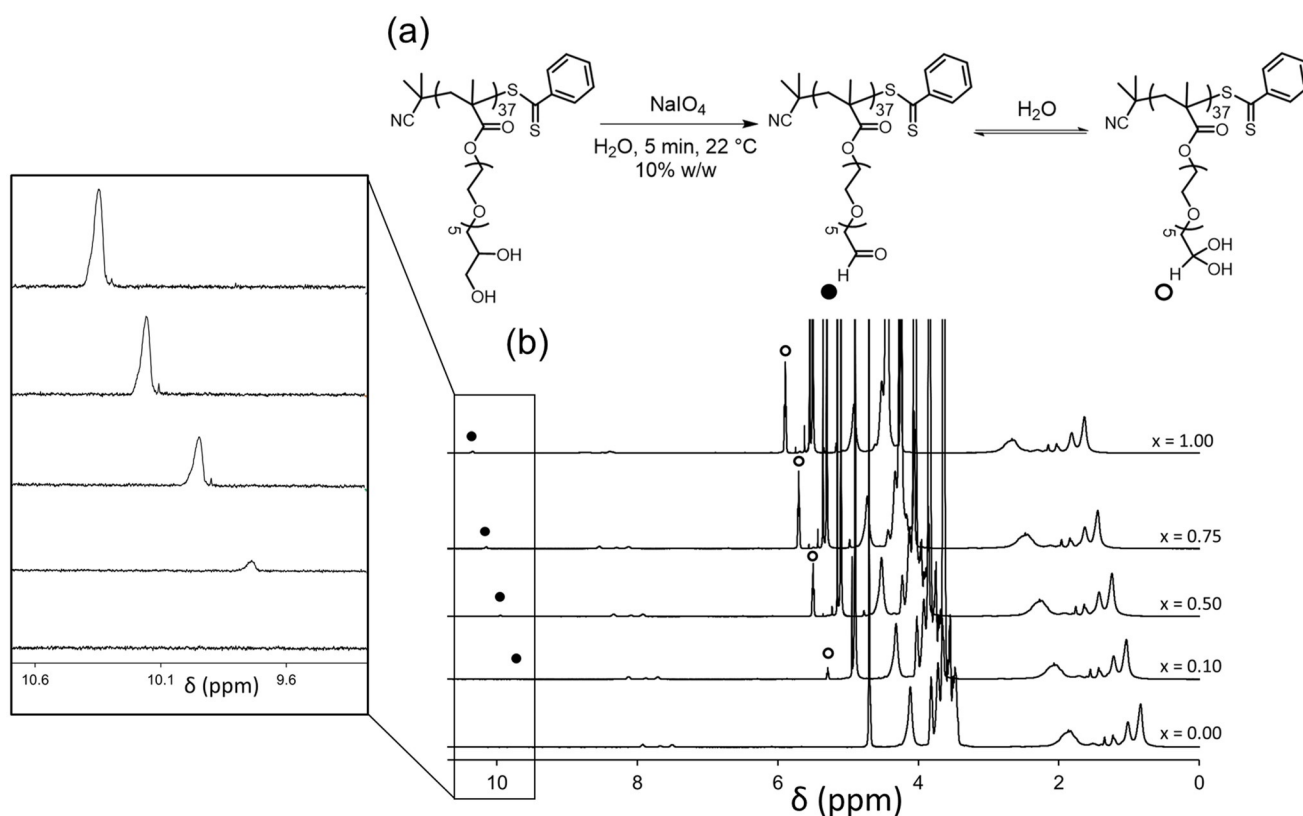 (a)
NC
37
S
S
O
O
O
5
OH
OH
NaIO4
H2O, 5 min, 22 °C
10% w/w
NC
37
S
S
O
O
O
5
H
O
H2O
NC
37
S
S
O
O
O
5
H
OH
OH
(b)
x = 1.00
x = 0.75
x = 0.50
x = 0.10
x = 0.00
10.6 10.1 9.6
δ (ppm)
10 8 6 4 2 0
δ (ppm)